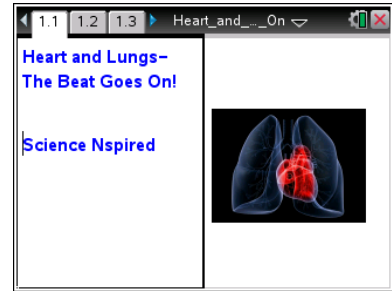 1.1 1.2 1.3 Heart_and_..._On
Heart and Lungs–
The Beat Goes On!
Science Nspired